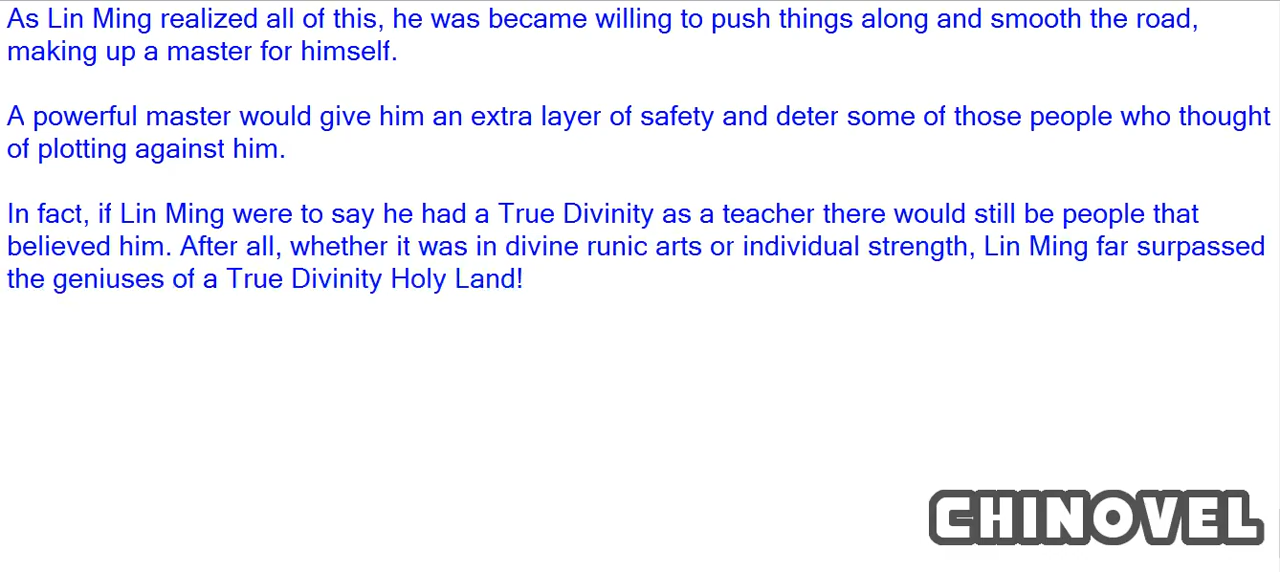 As Lin Ming realized all of this, he was became willing to push things along and smooth the road,
making up a master for himself.
A powerful master would give him an extra layer of safety and deter some of those people who thought
of plotting against him.
In fact, if Lin Ming were to say he had a True Divinity as a teacher there would still be people that
believed him. After all, whether it was in divine runic arts or individual strength, Lin Ming far surpassed
the geniuses of a True Divinity Holy Land!
CHINOVEL